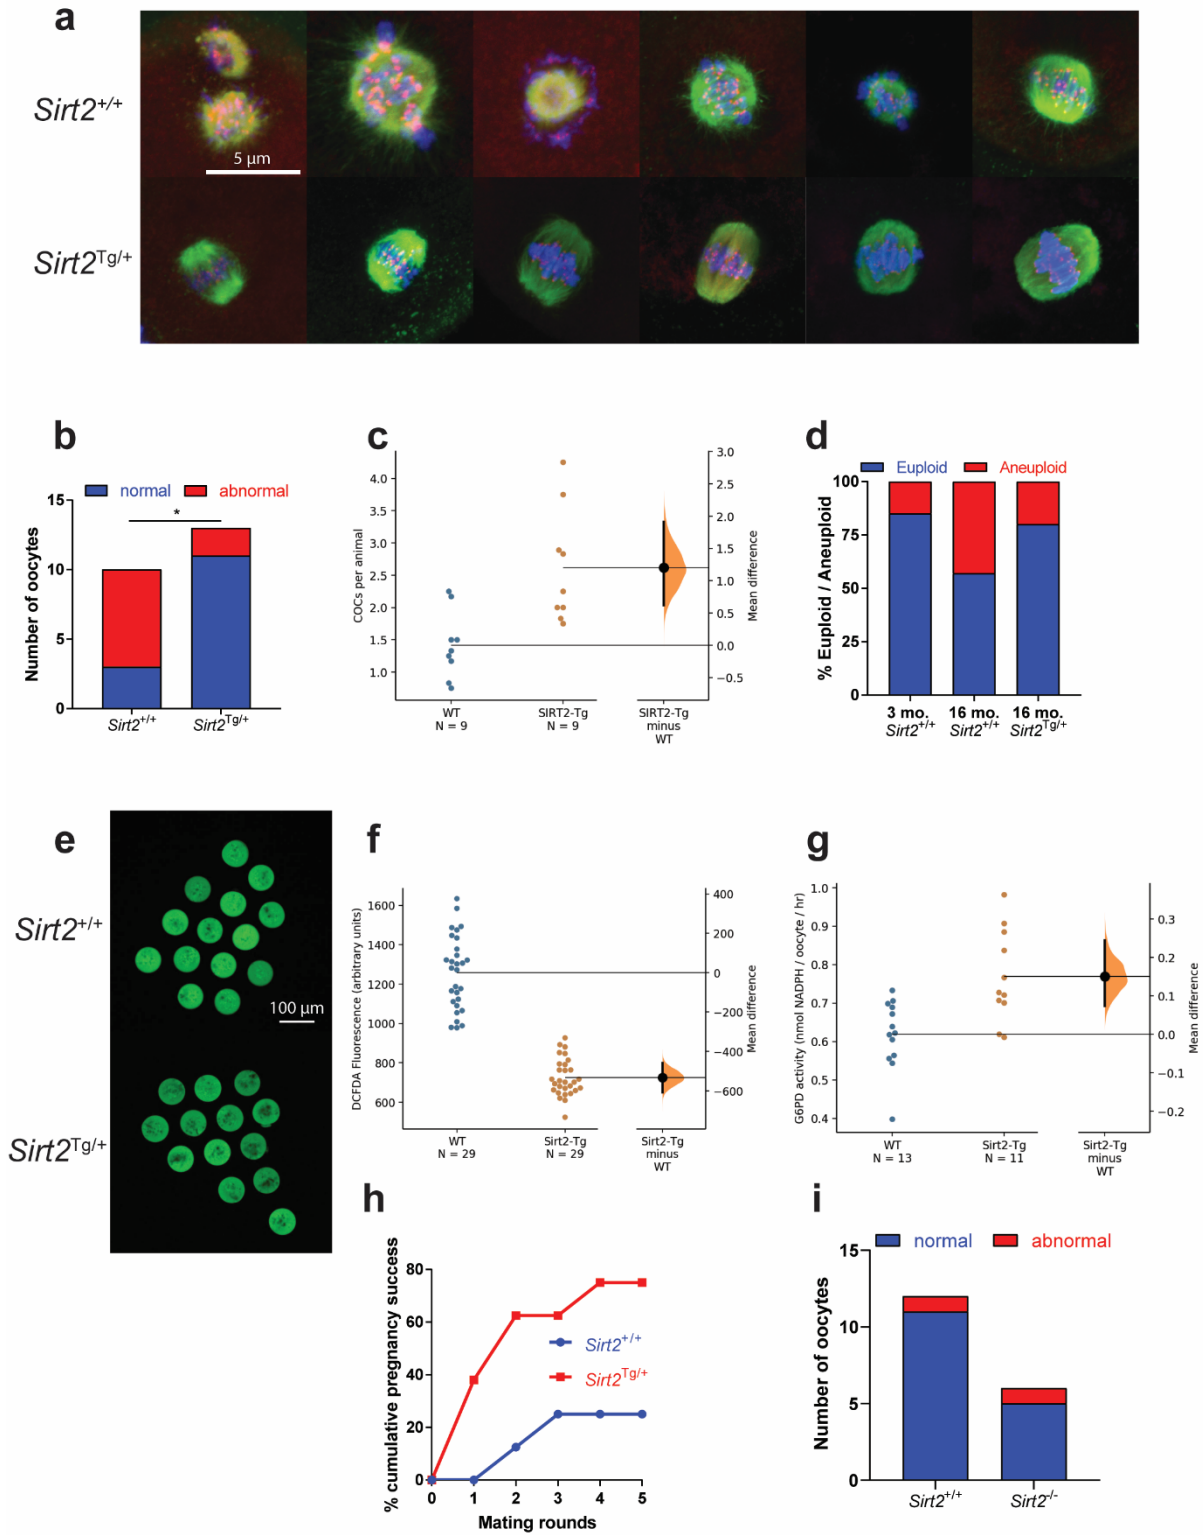 a
Sirt2+/+
5 µm
Sirt2Tg/+
b
normal abnormal
*
15
10
5
0
Number of oocytes
Sirt2+/+ Sirt2Tg/+
c
4.0
3.5
3.0
2.5
2.0
1.5
1.0
COCs per animal
3.0
2.5
2.0
1.5
1.0
0.5
0.0
−0.5
Mean difference
WT
N = 9
SIRT2-Tg
N = 9
SIRT2-Tg
minus
WT
d
Euploid Aneuploid
100
75
50
25
0
% Euploid / Aneuploid
3 mo.
Sirt2+/+
16 mo.
Sirt2+/+
16 mo.
Sirt2Tg/+
e
Sirt2+/+
100 µm
Sirt2Tg/+
f
1600
1400
1200
1000
800
600
DCFDA Fluorescence (arbitrary units)
400
200
0
−200
−400
−600
Mean difference
WT
N = 29
Sirt2-Tg
N = 29
Sirt2-Tg
minus
WT
g
1.0
0.9
0.8
0.7
0.6
0.5
0.4
G6PD activity (nmol NADPH / oocyte / hr)
0.3
0.2
0.1
0.0
−0.1
−0.2
Mean difference
WT
N = 13
Sirt2-Tg
N = 11
Sirt2-Tg
minus
WT
h
80
60
40
20
0
% cumulative pregnancy success
Sirt2+/+
Sirt2Tg/+
0 1 2 3 4 5
Mating rounds
i
normal abnormal
15
10
5
0
Number of oocytes
Sirt2+/+ Sirt2-/-